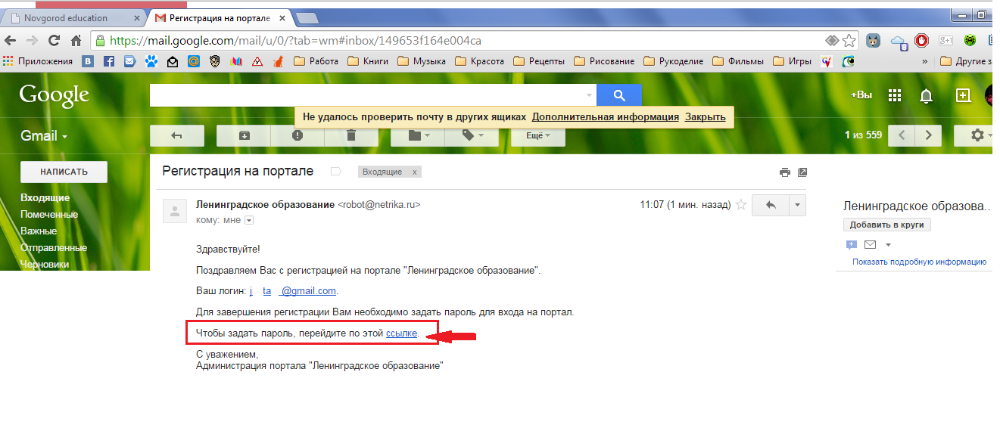 Novgorod education x
Регистрация на портале x
https://mail.google.com/mail/u/0/?tab=wm#inbox/149653f164e004ca
Приложения Работа Книги Музыка Красота Рецепты Рисование Рукоделие Фильмы Игры » Другие за
Google
+Вы
Не удалось проверить почту в других ящиках Дополнительная информация Закрыть
Gmail
Ещё
1 из 559
НАПИСАТЬ
Входящие
Помеченные
Важные
Отправленные
Черновики
Регистрация на портале Входящие x
Ленинградское образование <robot@netrika.ru>
11:07 (1 мин. назад)
кому: мне
Здравствуйте!
Поздравляем Вас с регистрацией на портале "Ленинградское образование".
Ваш логин: j ta @gmail.com.
Для завершения регистрации Вам необходимо задать пароль для входа на портал.
Чтобы задать пароль, перейдите по этой ссылке.
С уважением,
Администрация портала "Ленинградское образование"
Ленинградское образова...
Добавить в круги
Показать подробную информацию